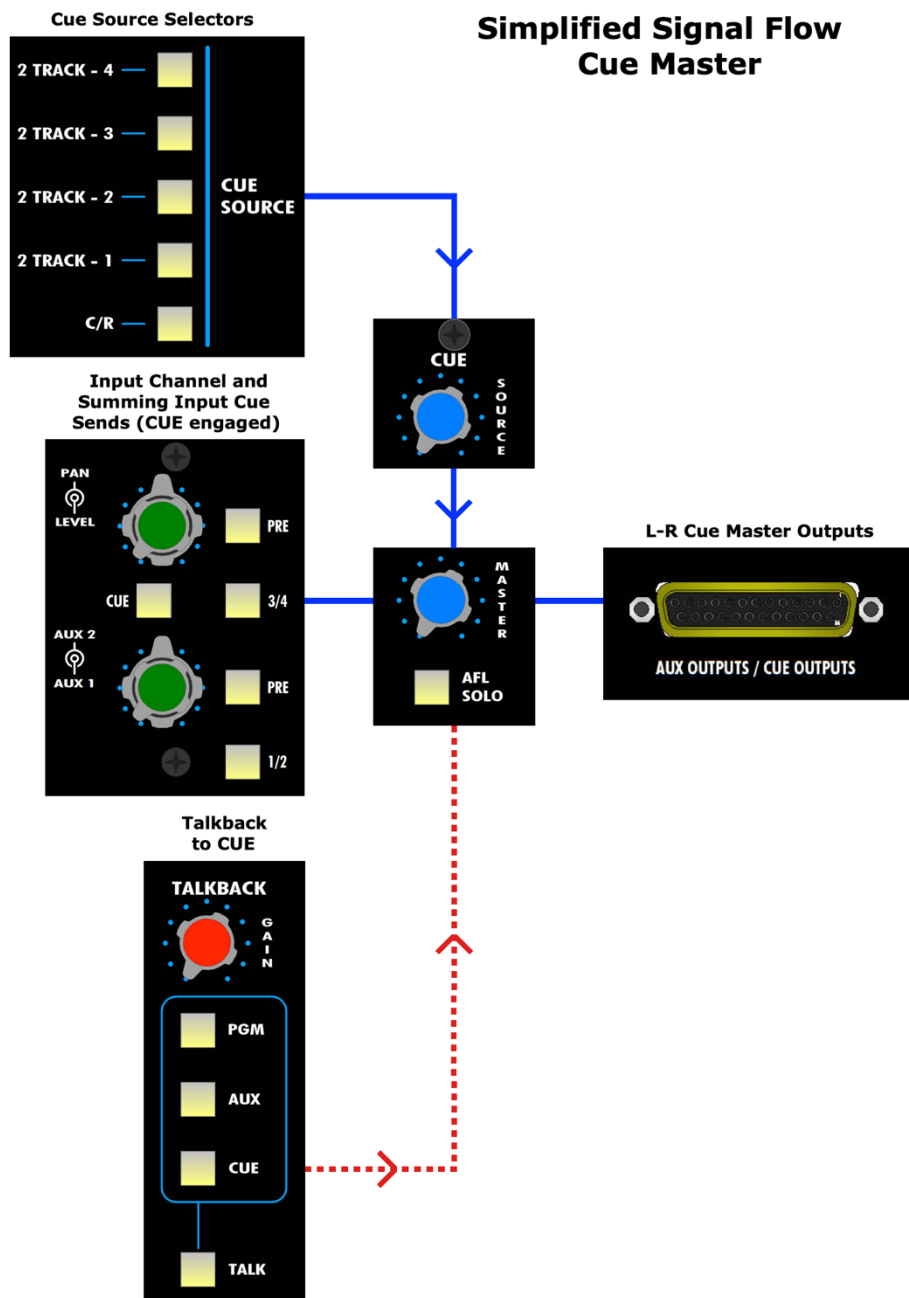 Cue Source Selectors
Simplified Signal Flow
Cue Master
2 TRACK - 4
2 TRACK - 3
2 TRACK - 2
2 TRACK - 1
C/R
CUE
SOURCE
CUE
SOURCE
Input Channel and
Summing Input Cue
Sends (CUE engaged)
PAN
LEVEL
PRE
CUE
3/4
AUX 2
AUX 1
PRE
1/2
MASTER
AFL
SOLO
L-R Cue Master Outputs
AUX OUTPUTS / CUE OUTPUTS
Talkback
to CUE
TALKBACK
GAIN
PGM
AUX
CUE
TALK